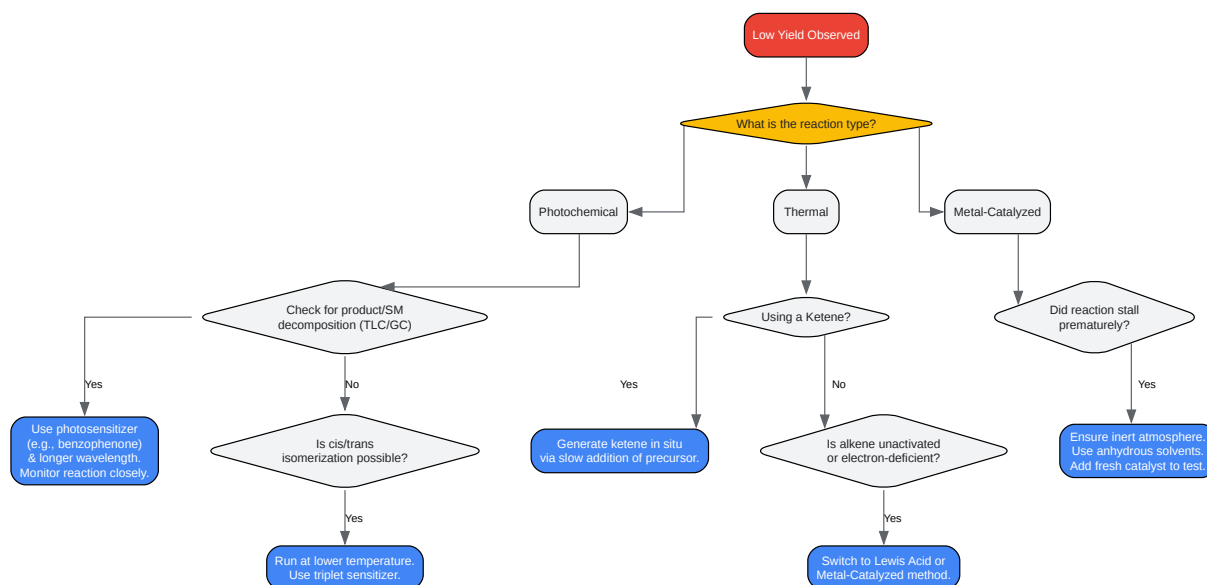 Low Yield Observed
What is the reaction type?
Photochemical
Thermal
Metal-Catalyzed
Check for product/SM
decomposition (TLC/GC)
Using a Ketene?
Did reaction stall
prematurely?
Yes
No
Yes
No
Yes
Use photosensitizer
(e.g., benzophenone)
& longer wavelength.
Monitor reaction closely.
Is cis/trans
isomerization possible?
Generate ketene in situ
via slow addition of precursor.
Is alkene unactivated
or electron-deficient?
Ensure inert atmosphere.
Use anhydrous solvents.
Add fresh catalyst to test.
Yes
Yes
Run at lower temperature.
Use triplet sensitizer.
Switch to Lewis Acid or
Metal-Catalyzed method.